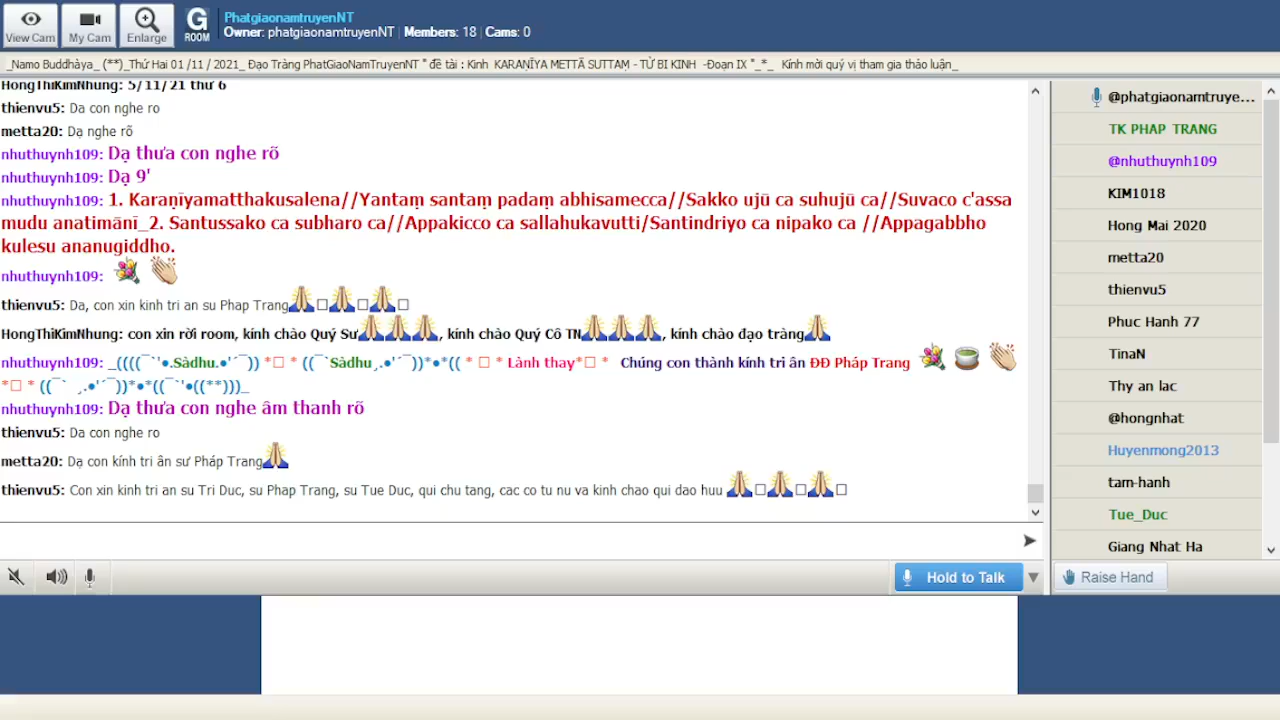 View Cam
My Cam
Enlarge
G
ROOM
PhatgiaonamtruyenNT
Owner: phatgiaonamtruyenNT | Members: 18 | Cams: 0
_Namo Buddhàya_ (**)_Thứ Hai 01 /11 / 2021_ Đạo Tràng PhatGiaoNamTruyenNT " đề tài : Kinh KARAṆĪYA METTĀ SUTTAṂ - TỪ BI KINH -Đoạn IX "_*_ Kính mời quý vị tham gia thảo luận_
HongThiKimNhung: 5/11/21 thứ 6
thienvu5: Da con nghe ro
metta20: Dạ nghe rõ
nhuthuynh109: Dạ thưa con nghe rõ
nhuthuynh109: Dạ 9'
nhuthuynh109: 1. Karaṇīyamatthakusalena//Yantaṃ santaṃ padaṃ abhisamecca//Sakko ujū ca suhujū ca//Suvaco c'assa
mudu anatimānī_2. Santussako ca subharo ca//Appakicco ca sallahukavutti/Santindriyo ca nipako ca //Appagabbho
kulesu ananugiddho.
nhuthuynh109:
thienvu5: Da, con xin kinh tri an su Phap Trang
HongThiKimNhung: con xin rời room, kính chào Quý Sư, kính chào Quý Cô TN, kính chào đạo tràng
nhuthuynh109: _((((¯`'•.Sàdhu.•'´¯)) *▯ * ((¯`Sàdhu¸.•'´¯))*•*(( * ▯ * Lành thay*▯ * Chúng con thành kính tri ân ĐĐ Pháp Trang
*▯ * ((¯` ¸.•'´¯))*•*((¯`'•((**)))_
nhuthuynh109: Dạ thưa con nghe âm thanh rõ
thienvu5: Da con nghe ro
metta20: Dạ con kính tri ân sư Pháp Trang
thienvu5: Con xin kinh tri an su Tri Duc, su Phap Trang, su Tue Duc, qui chu tang, cac co tu nu va kinh chao qui dao huu
Hold to Talk
@phatgiaonamtruye...
TK PHAP TRANG
@nhuthuynh109
KIM1018
Hong Mai 2020
metta20
thienvu5
Phuc Hanh 77
TinaN
Thy an lac
@hongnhat
Huyenmong2013
tam-hanh
Tue_Duc
Giang Nhat Ha
Raise Hand